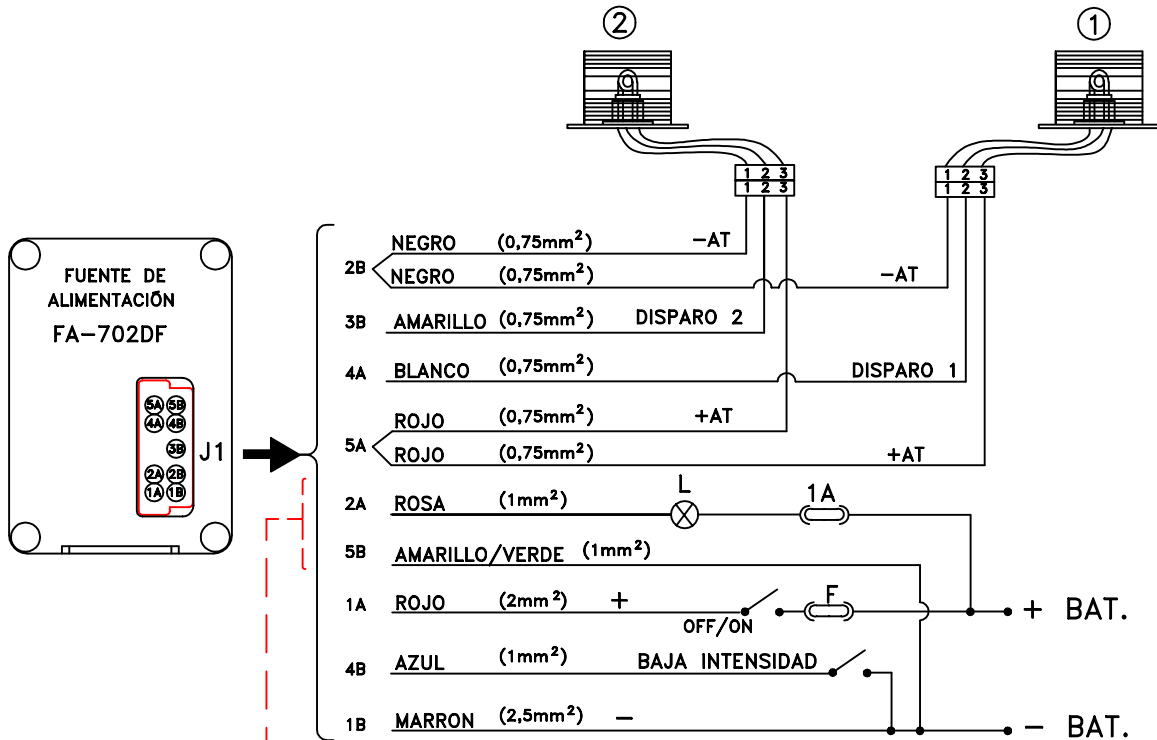 ② ①
1 2 3
1 2 3
1 2 3
1 2 3
FUENTE DE
ALIMENTACIÓN
FA-702DF
5A 5B
4A 4B
3B
2A 2B
1A 1B
J1
2B NEGRO (0,75mm²) -AT
NEGRO (0,75mm²) -AT
3B AMARILLO (0,75mm²) DISPARO 2
4A BLANCO (0,75mm²) DISPARO 1
5A ROJO (0,75mm²) +AT
ROJO (0,75mm²) +AT
2A ROSA (1mm²) L 1A
5B AMARILLO/VERDE (1mm²)
1A ROJO (2mm²) + OFF/ON F + BAT.
4B AZUL (1mm²) BAJA INTENSIDAD
1B MARRON (2,5mm²) - - BAT.